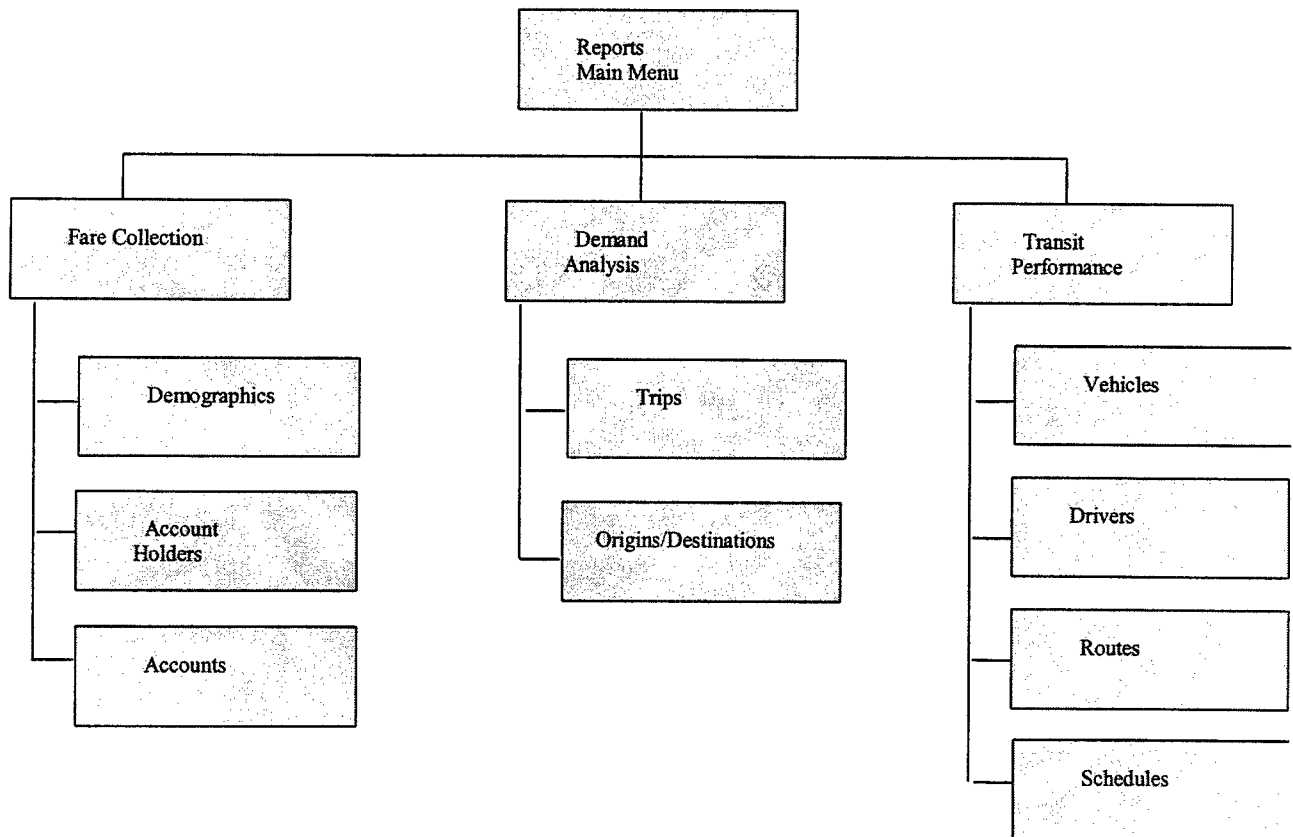 Reports
Main Menu
Fare Collection
Demand
Analysis
Transit
Performance
Demographics
Account
Holders
Accounts
Trips
Origins/Destinations
Vehicles
Drivers
Routes
Schedules